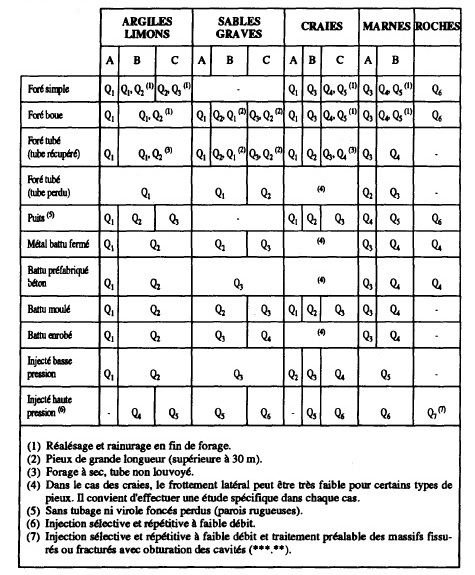 ARGILES LIMONS SABLES GRAVES CRAIES MARNES ROCHES
A B C A B C A B C A B
Foré simple Q1 Q1, Q2 (1) Q2, Q3 (1) - Q1 Q3 Q4, Q5 (1) Q3 Q4, Q5 (1) Q6
Foré boue Q1 Q1, Q2 (1) Q1 Q2, Q1 (2) Q3, Q2 (2) Q1 Q3 Q4, Q5 (1) Q3 Q4, Q5 (1) Q6
Foré tubé (tube récupéré) Q1 Q1, Q2 (3) Q1 Q2, Q1 (2) Q3, Q2 (2) Q1 Q2 Q3, Q4 (3) Q3 Q4 -
Foré tubé (tube perdu) Q1 Q1 Q2 (4) Q2 Q3 -
Puits (5) Q1 Q2 Q3 - Q1 Q2 Q3 Q4 Q5 Q6
Métal battu fermé Q1 Q2 Q2 Q3 (4) Q3 Q4 Q4
Battu préfabriqué béton Q1 Q2 Q3 (4) Q3 Q4 Q4
Battu moulé Q1 Q2 Q2 Q3 Q1 Q2 Q3 Q3 Q4 -
Battu enrobé Q1 Q2 Q3 Q4 (4) Q3 Q4 -
Injecté basse pression Q1 Q2 Q3 Q2 Q3 Q4 Q5 -
Injecté haute pression (6) - Q4 Q5 Q5 Q6 - Q5 Q6 Q6 Q7 (7)
(1) Réalésage et rainurage en fin de forage.
(2) Pieux de grande longueur (supérieure à 30 m).
(3) Forage à sec, tube non louvoyé.
(4) Dans le cas des craies, le frottement latéral peut être très faible pour certains types de
pieux. Il convient d'effectuer une étude spécifique dans chaque cas.
(5) Sans tubage ni virole foncés perdus (parois rugueuses).
(6) Injection sélective et répétitive à faible débit.
(7) Injection sélective et répétitive à faible débit et traitement préalable des massifs fissu-
rés ou fracturés avec obturation des cavités (***.**).